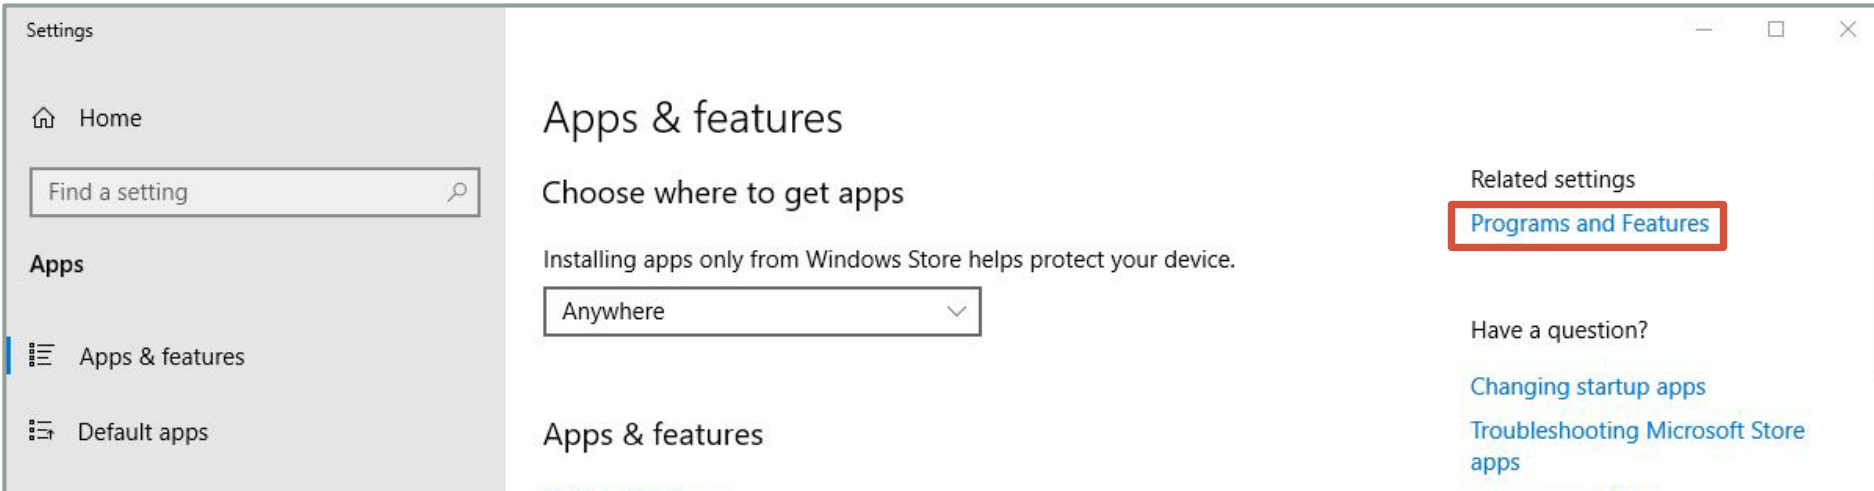 Settings
Home
Find a setting
Apps
Apps & features
Default apps
Apps & features
Choose where to get apps
Installing apps only from Windows Store helps protect your device.
Anywhere
Apps & features
Related settings
Programs and Features
Have a question?
Changing startup apps
Troubleshooting Microsoft Store
apps